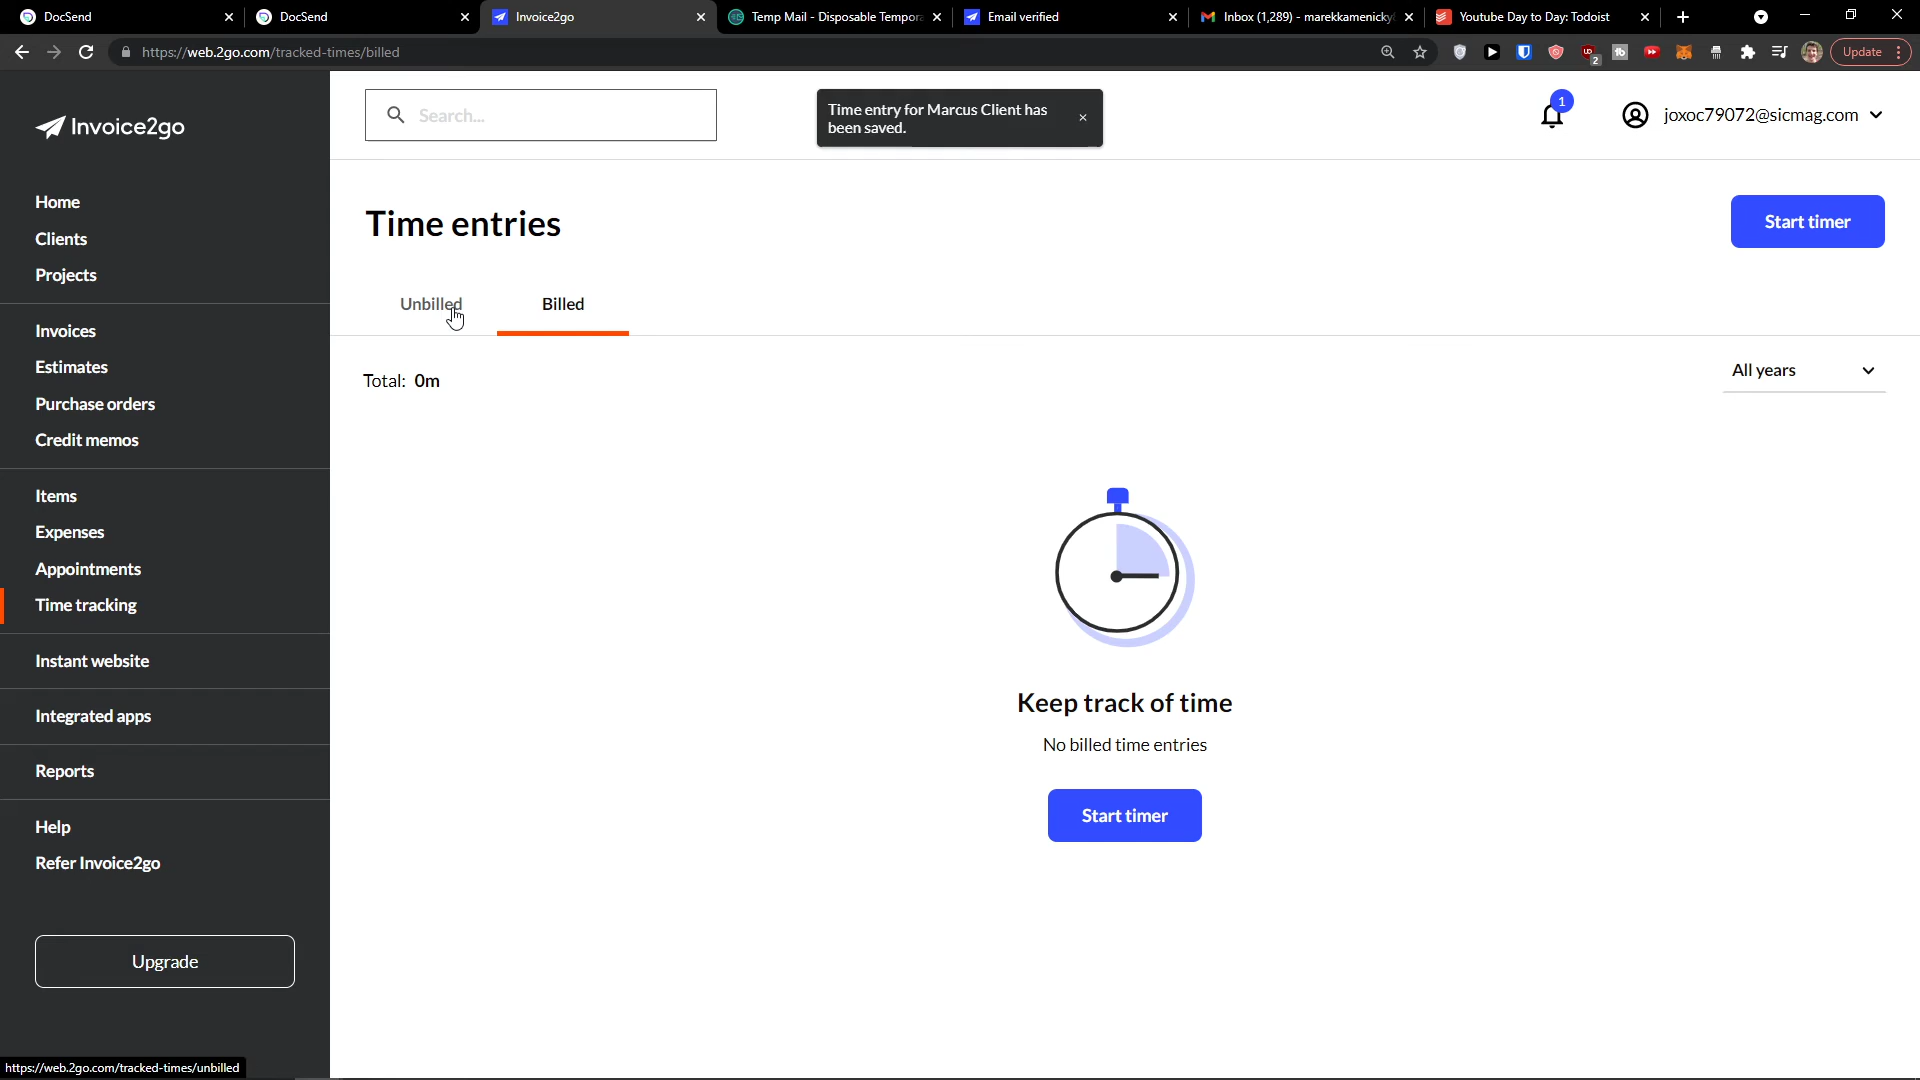 DocSend
DocSend
Invoice2go
Temp Mail - Disposable Tempora
Email verified
Inbox (1,289) - marekkamenicky
Youtube Day to Day: Todoist
https://web.2go.com/tracked-times/billed
2
Update
Invoice2go
Search...
Time entry for Marcus Client has
been saved.
1
joxoc79072@sicmag.com
Home
Clients
Projects
Invoices
Estimates
Purchase orders
Credit memos
Items
Expenses
Appointments
Time tracking
Instant website
Integrated apps
Reports
Help
Refer Invoice2go
Upgrade
Time entries
Start timer
Unbilled
Billed
Total: 0m
All years
Keep track of time
No billed time entries
Start timer
https://web.2go.com/tracked-times/unbilled